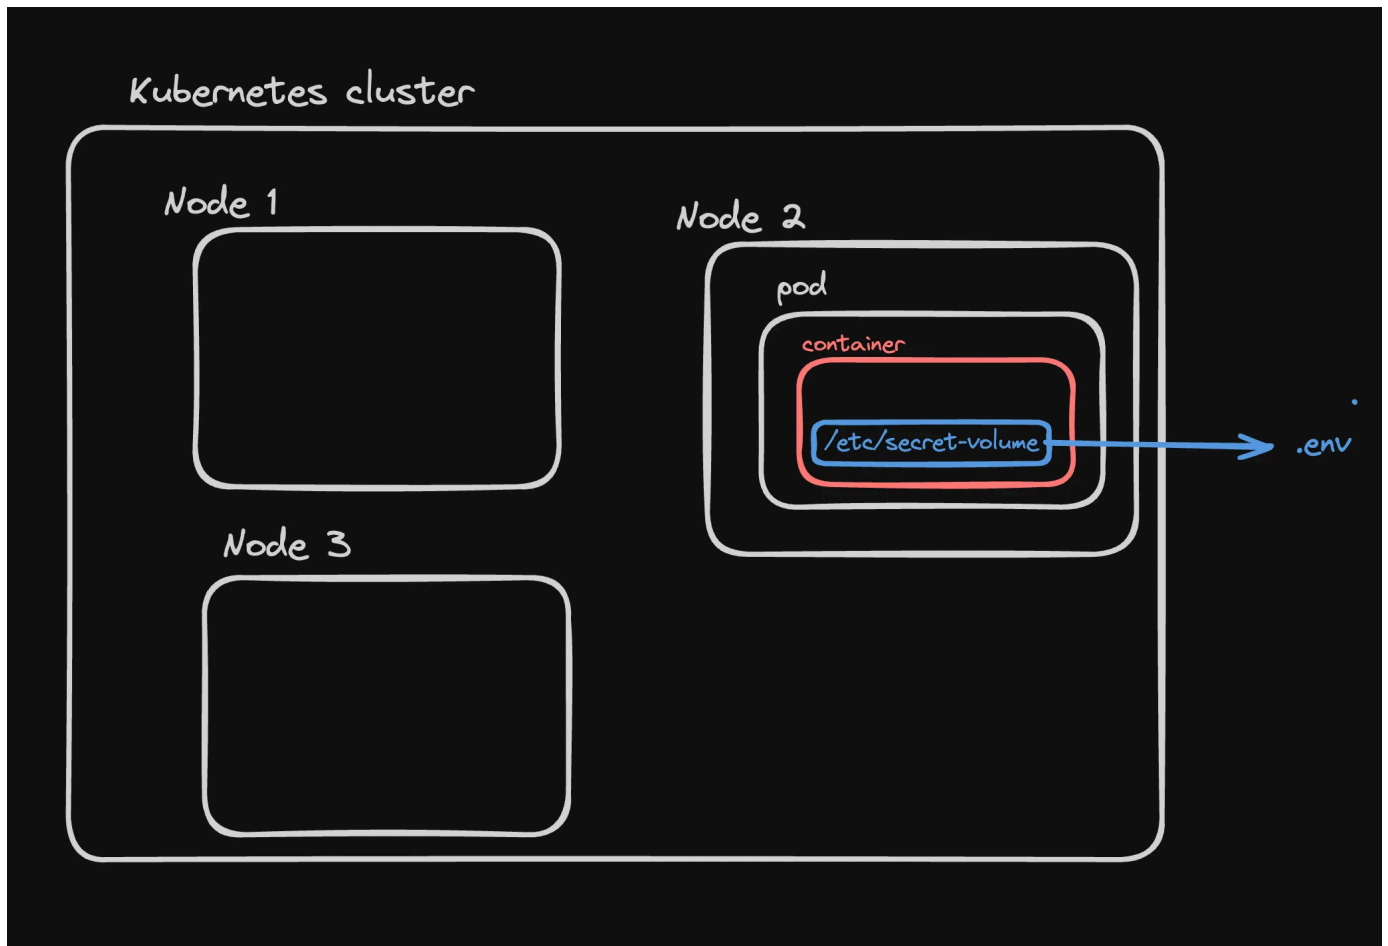 Kubernetes cluster
Node 1
Node 2
pod
container
/etc/secret-volume
.env
Node 3